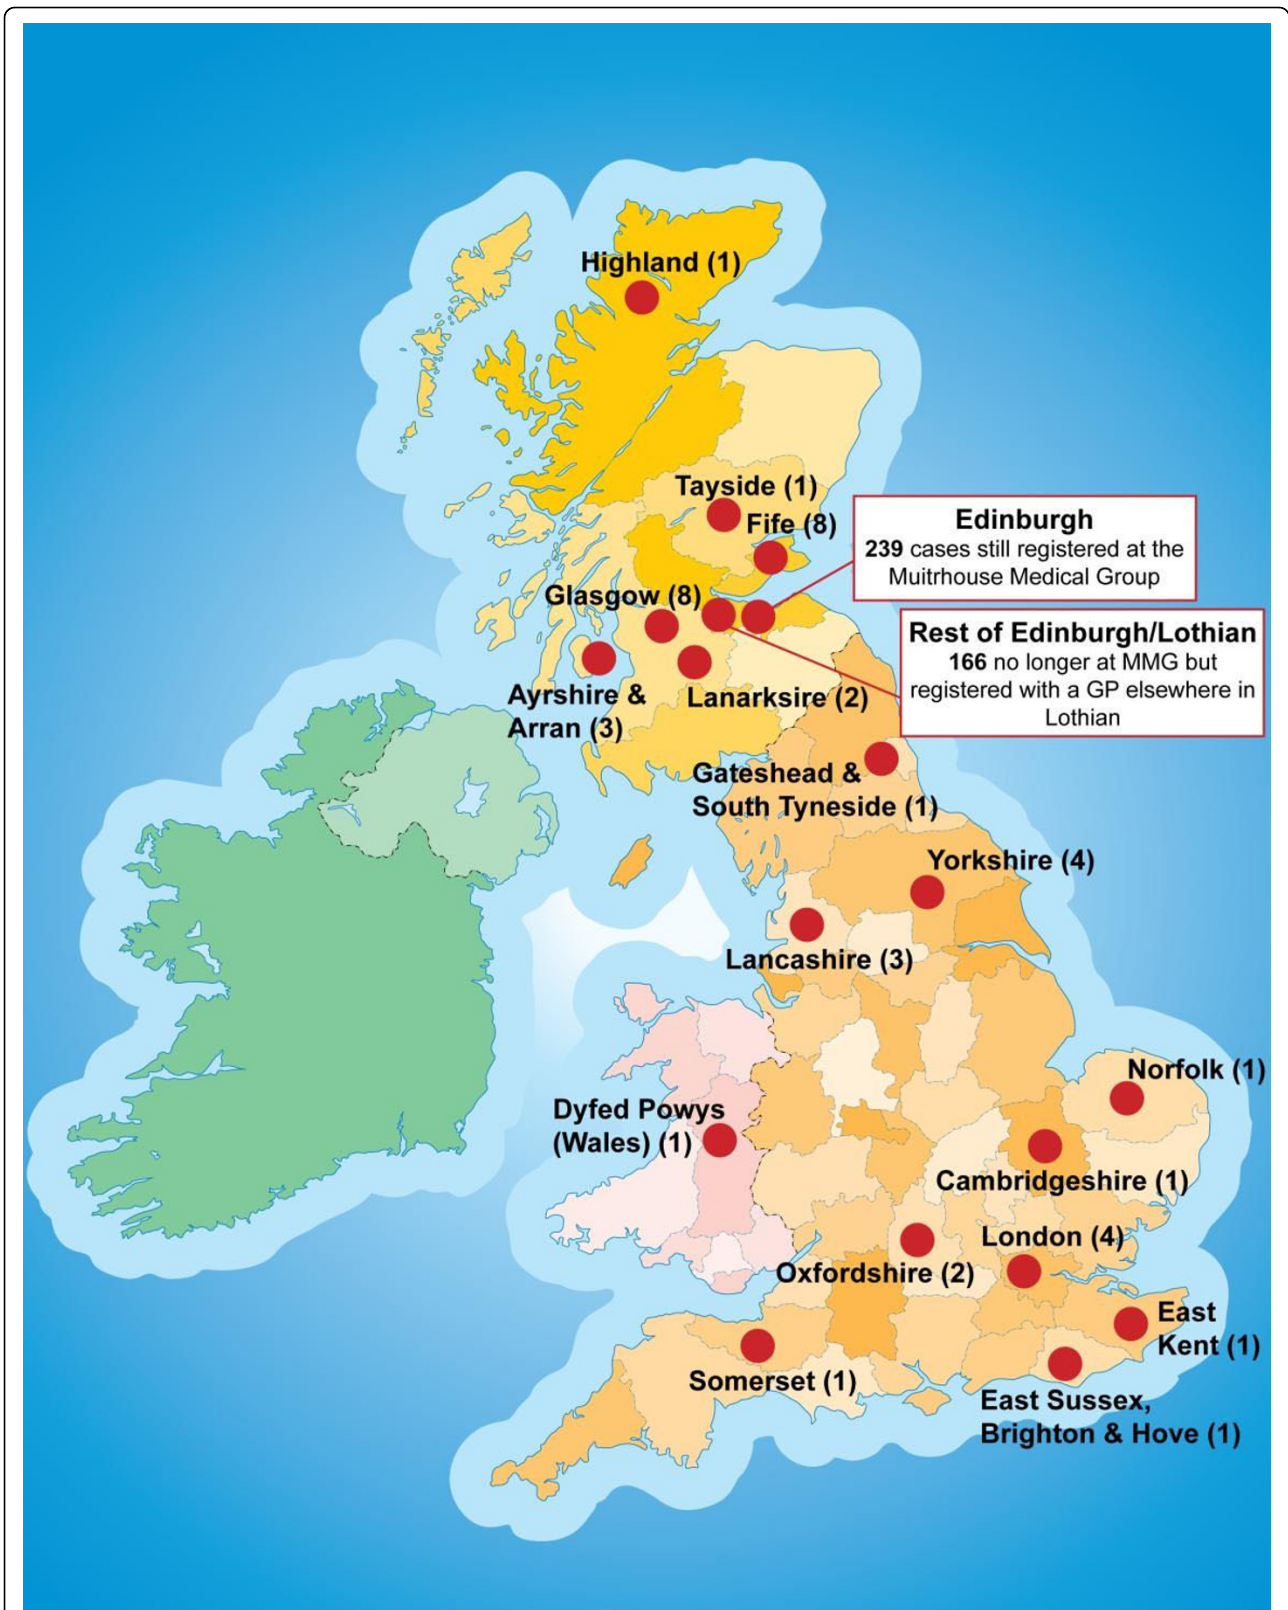 Highland (1)
Tayside (1)
Fife (8)
Edinburgh
239 cases still registered at the
Muitrhouse Medical Group
Glasgow (8)
Rest of Edinburgh/Lothian
166 no longer at MMG but
registered with a GP elsewhere in
Lothian
Ayrshire &
Arran (3)
Lanarksire (2)
Gateshead &
South Tyneside (1)
Yorkshire (4)
Lancashire (3)
Norfolk (1)
Dyfed Powys
(Wales) (1)
Cambridgeshire (1)
London (4)
Oxfordshire (2)
East
Kent (1)
Somerset (1)
East Sussex,
Brighton & Hove (1)